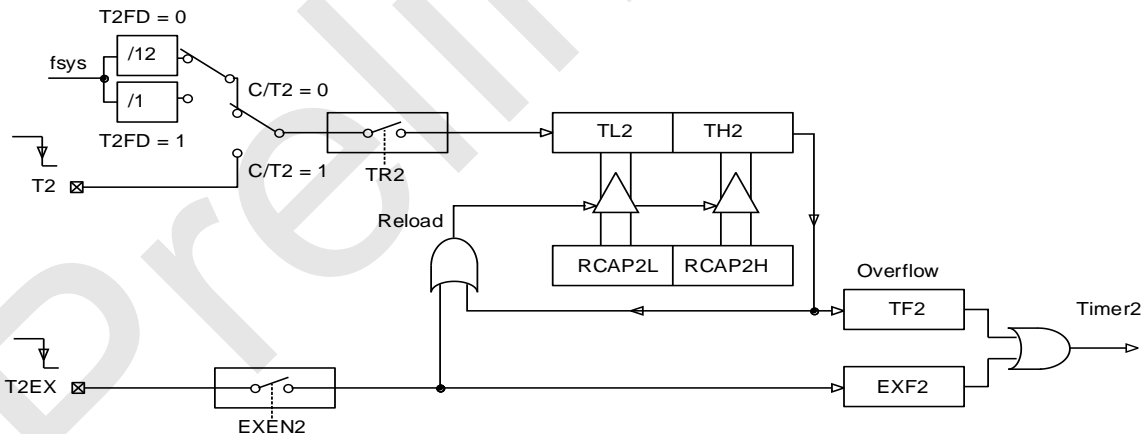 T2FD = 0
/12
fsys
C/T2 = 0
/1
TL2 TH2
T2FD = 1
C/T2 = 1
TR2
T2
Reload
RCAP2L RCAP2H
Overflow
TF2
Timer2
T2EX
EXF2
EXEN2
Prelim